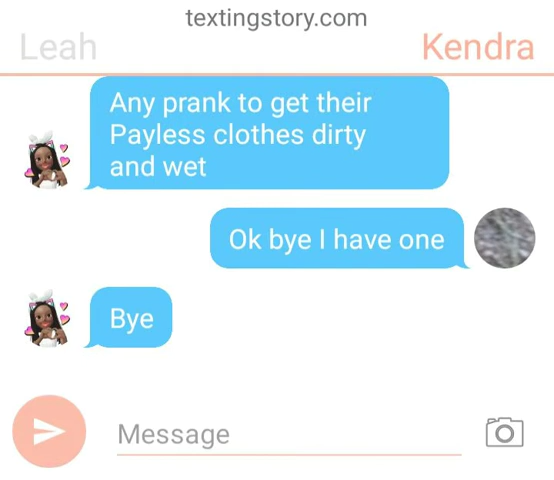 textingstory.com
Leah
Kendra
Any prank to get their
Payless clothes dirty
and wet
Ok bye I have one
Bye
Message